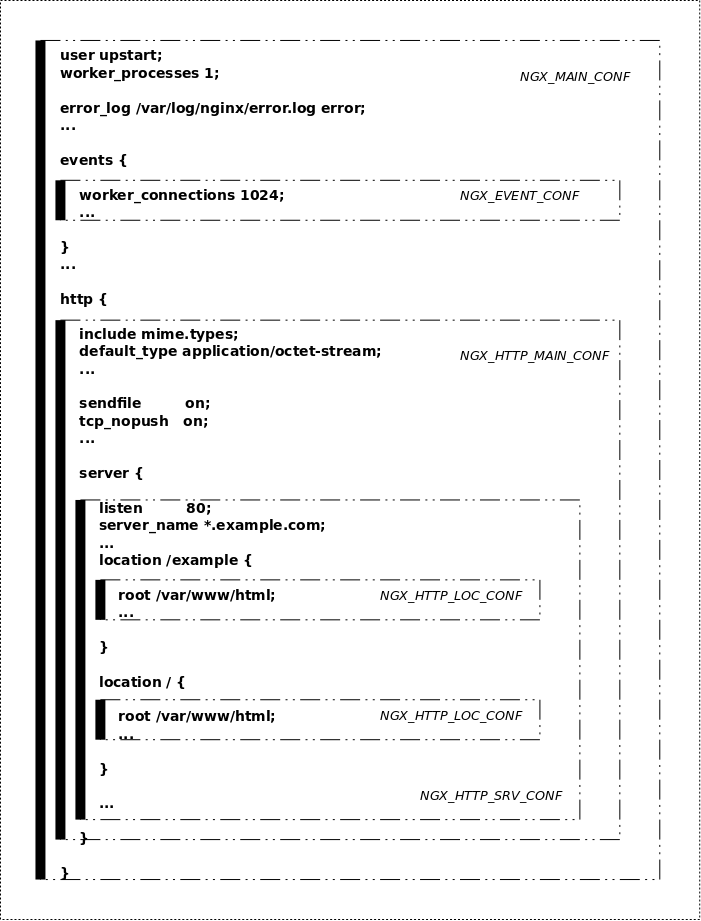 user upstart;
worker_processes 1;
NGX_MAIN_CONF
error_log /var/log/nginx/error.log error;
...
events {
worker_connections 1024;
NGX_EVENT_CONF
...
}
...
http {
include mime.types;
default_type application/octet-stream;
NGX_HTTP_MAIN_CONF
...
sendfile on;
tcp_nopush on;
...
server {
listen 80;
server_name *.example.com;
...
location /example {
root /var/www/html;
NGX_HTTP_LOC_CONF
...
}
location / {
root /var/www/html;
NGX_HTTP_LOC_CONF
...
}
NGX_HTTP_SRV_CONF
...
}
}